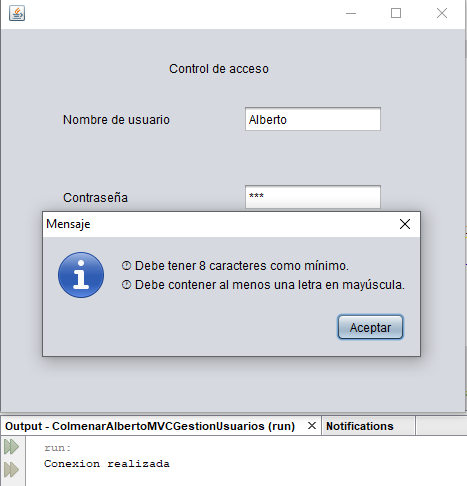 Control de acceso
Nombre de usuario
Alberto
Contraseña
***
Mensaje
Debe tener 8 caracteres como mínimo.
Debe contener al menos una letra en mayúscula.
Aceptar
Output - ColmenarAlbertoMVCGestionUsuarios (run)
Notifications
run:
Conexion realizada